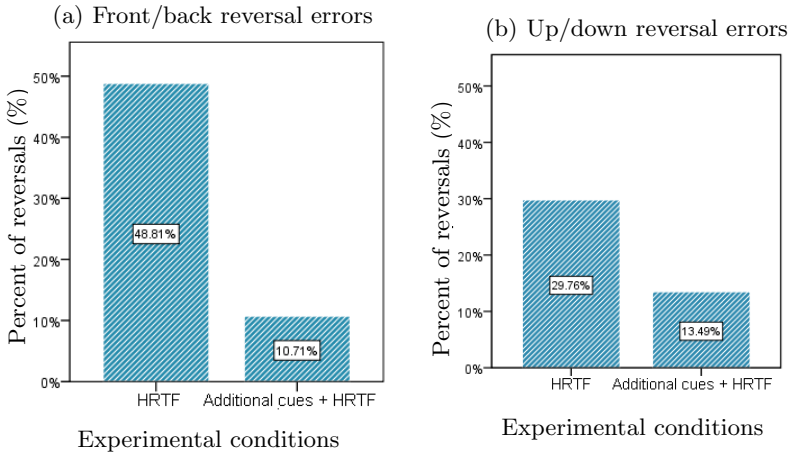 (a) Front/back reversal errors
Percent of reversals (%)
50%
40%
30%
20%
10%
0%
48.81%
10.71%
HRTF
Additional cues + HRTF
Experimental conditions
(b) Up/down reversal errors
Percent of reversals (%)
50%
40%
30%
20%
10%
0%
29.76%
13.49%
HRTF
Additional cues + HRTF
Experimental conditions